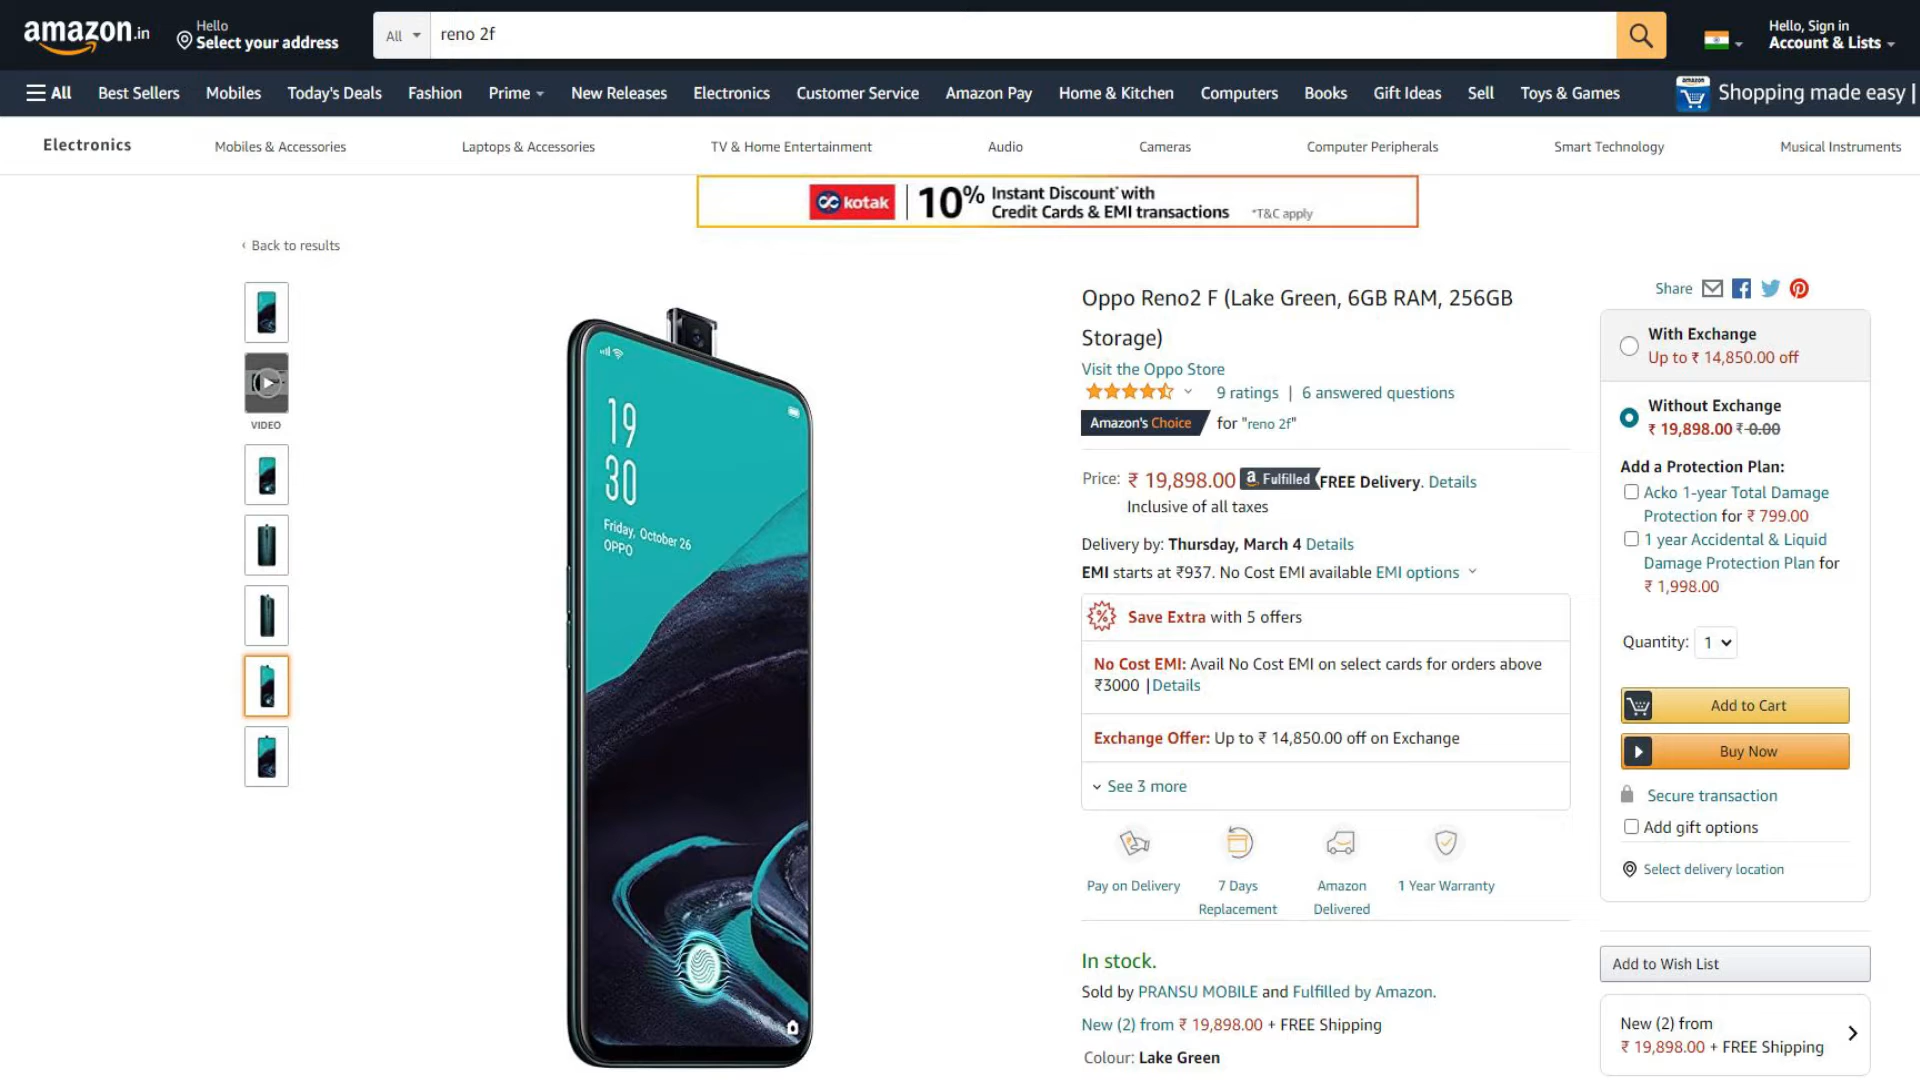 amazon.in
Hello
Select your address
All
reno 2f
Hello, Sign in
Account & Lists
All
Best Sellers
Mobiles
Today's Deals
Fashion
Prime
New Releases
Electronics
Customer Service
Amazon Pay
Home & Kitchen
Computers
Books
Gift Ideas
Sell
Toys & Games
amazon
Shopping made easy |
Electronics
Mobiles & Accessories
Laptops & Accessories
TV & Home Entertainment
Audio
Cameras
Computer Peripherals
Smart Technology
Musical Instruments
kotak
10%
Instant Discount* with
Credit Cards & EMI transactions
*T&C apply
‹ Back to results
VIDEO
19
30
Friday, October 26
OPPO
Oppo Reno2 F (Lake Green, 6GB RAM, 256GB
Storage)
Visit the Oppo Store
9 ratings | 6 answered questions
Amazon's Choice for "reno 2f"
Price: ₹ 19,898.00 a Fulfilled FREE Delivery. Details
Inclusive of all taxes
Delivery by: Thursday, March 4 Details
EMI starts at ₹937. No Cost EMI available EMI options
% Save Extra with 5 offers
No Cost EMI: Avail No Cost EMI on select cards for orders above
₹3000 |Details
Exchange Offer: Up to ₹ 14,850.00 off on Exchange
See 3 more
Pay on Delivery
7 Days
Replacement
Amazon
Delivered
1 Year Warranty
In stock.
Sold by PRANSU MOBILE and Fulfilled by Amazon.
New (2) from ₹ 19,898.00 + FREE Shipping
Colour: Lake Green
Share
With Exchange
Up to ₹ 14,850.00 off
Without Exchange
₹ 19,898.00 ₹ 0.00
Add a Protection Plan:
Acko 1-year Total Damage
Protection for ₹ 799.00
1 year Accidental & Liquid
Damage Protection Plan for
₹ 1,998.00
Quantity: 1
Add to Cart
Buy Now
Secure transaction
Add gift options
Select delivery location
Add to Wish List
New (2) from
₹ 19,898.00 + FREE Shipping